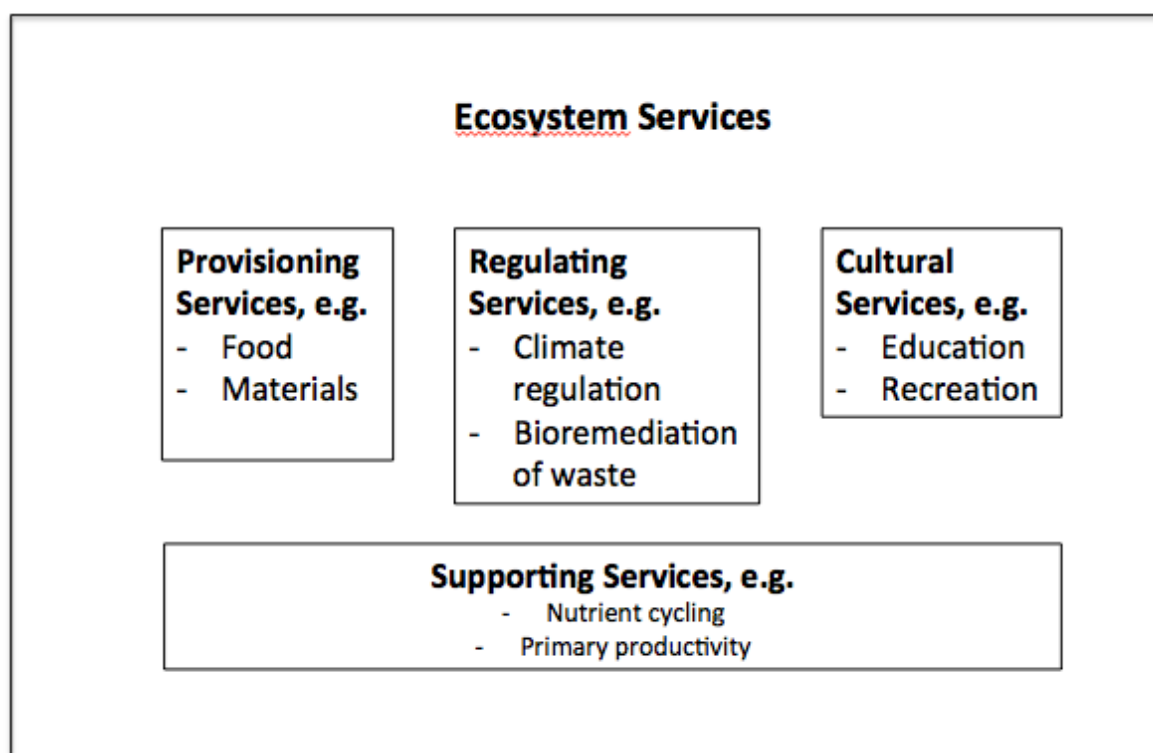 Ecosystem Services
Provisioning
Services, e.g.
- Food
- Materials
Regulating
Services, e.g.
- Climate
regulation
- Bioremediation
of waste
Cultural
Services, e.g.
- Education
- Recreation
Supporting Services, e.g.
- Nutrient cycling
- Primary productivity